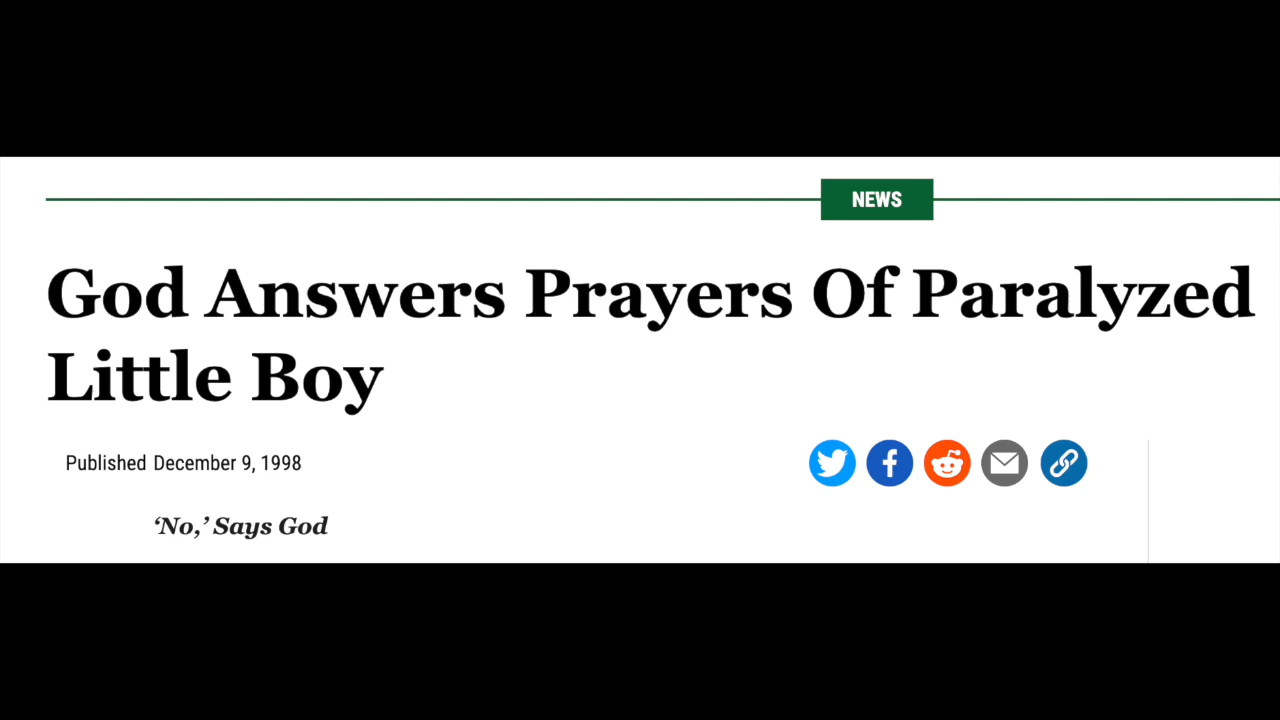 NEWS
God Answers Prayers Of Paralyzed
Little Boy
Published December 9, 1998
‘No,’ Says God